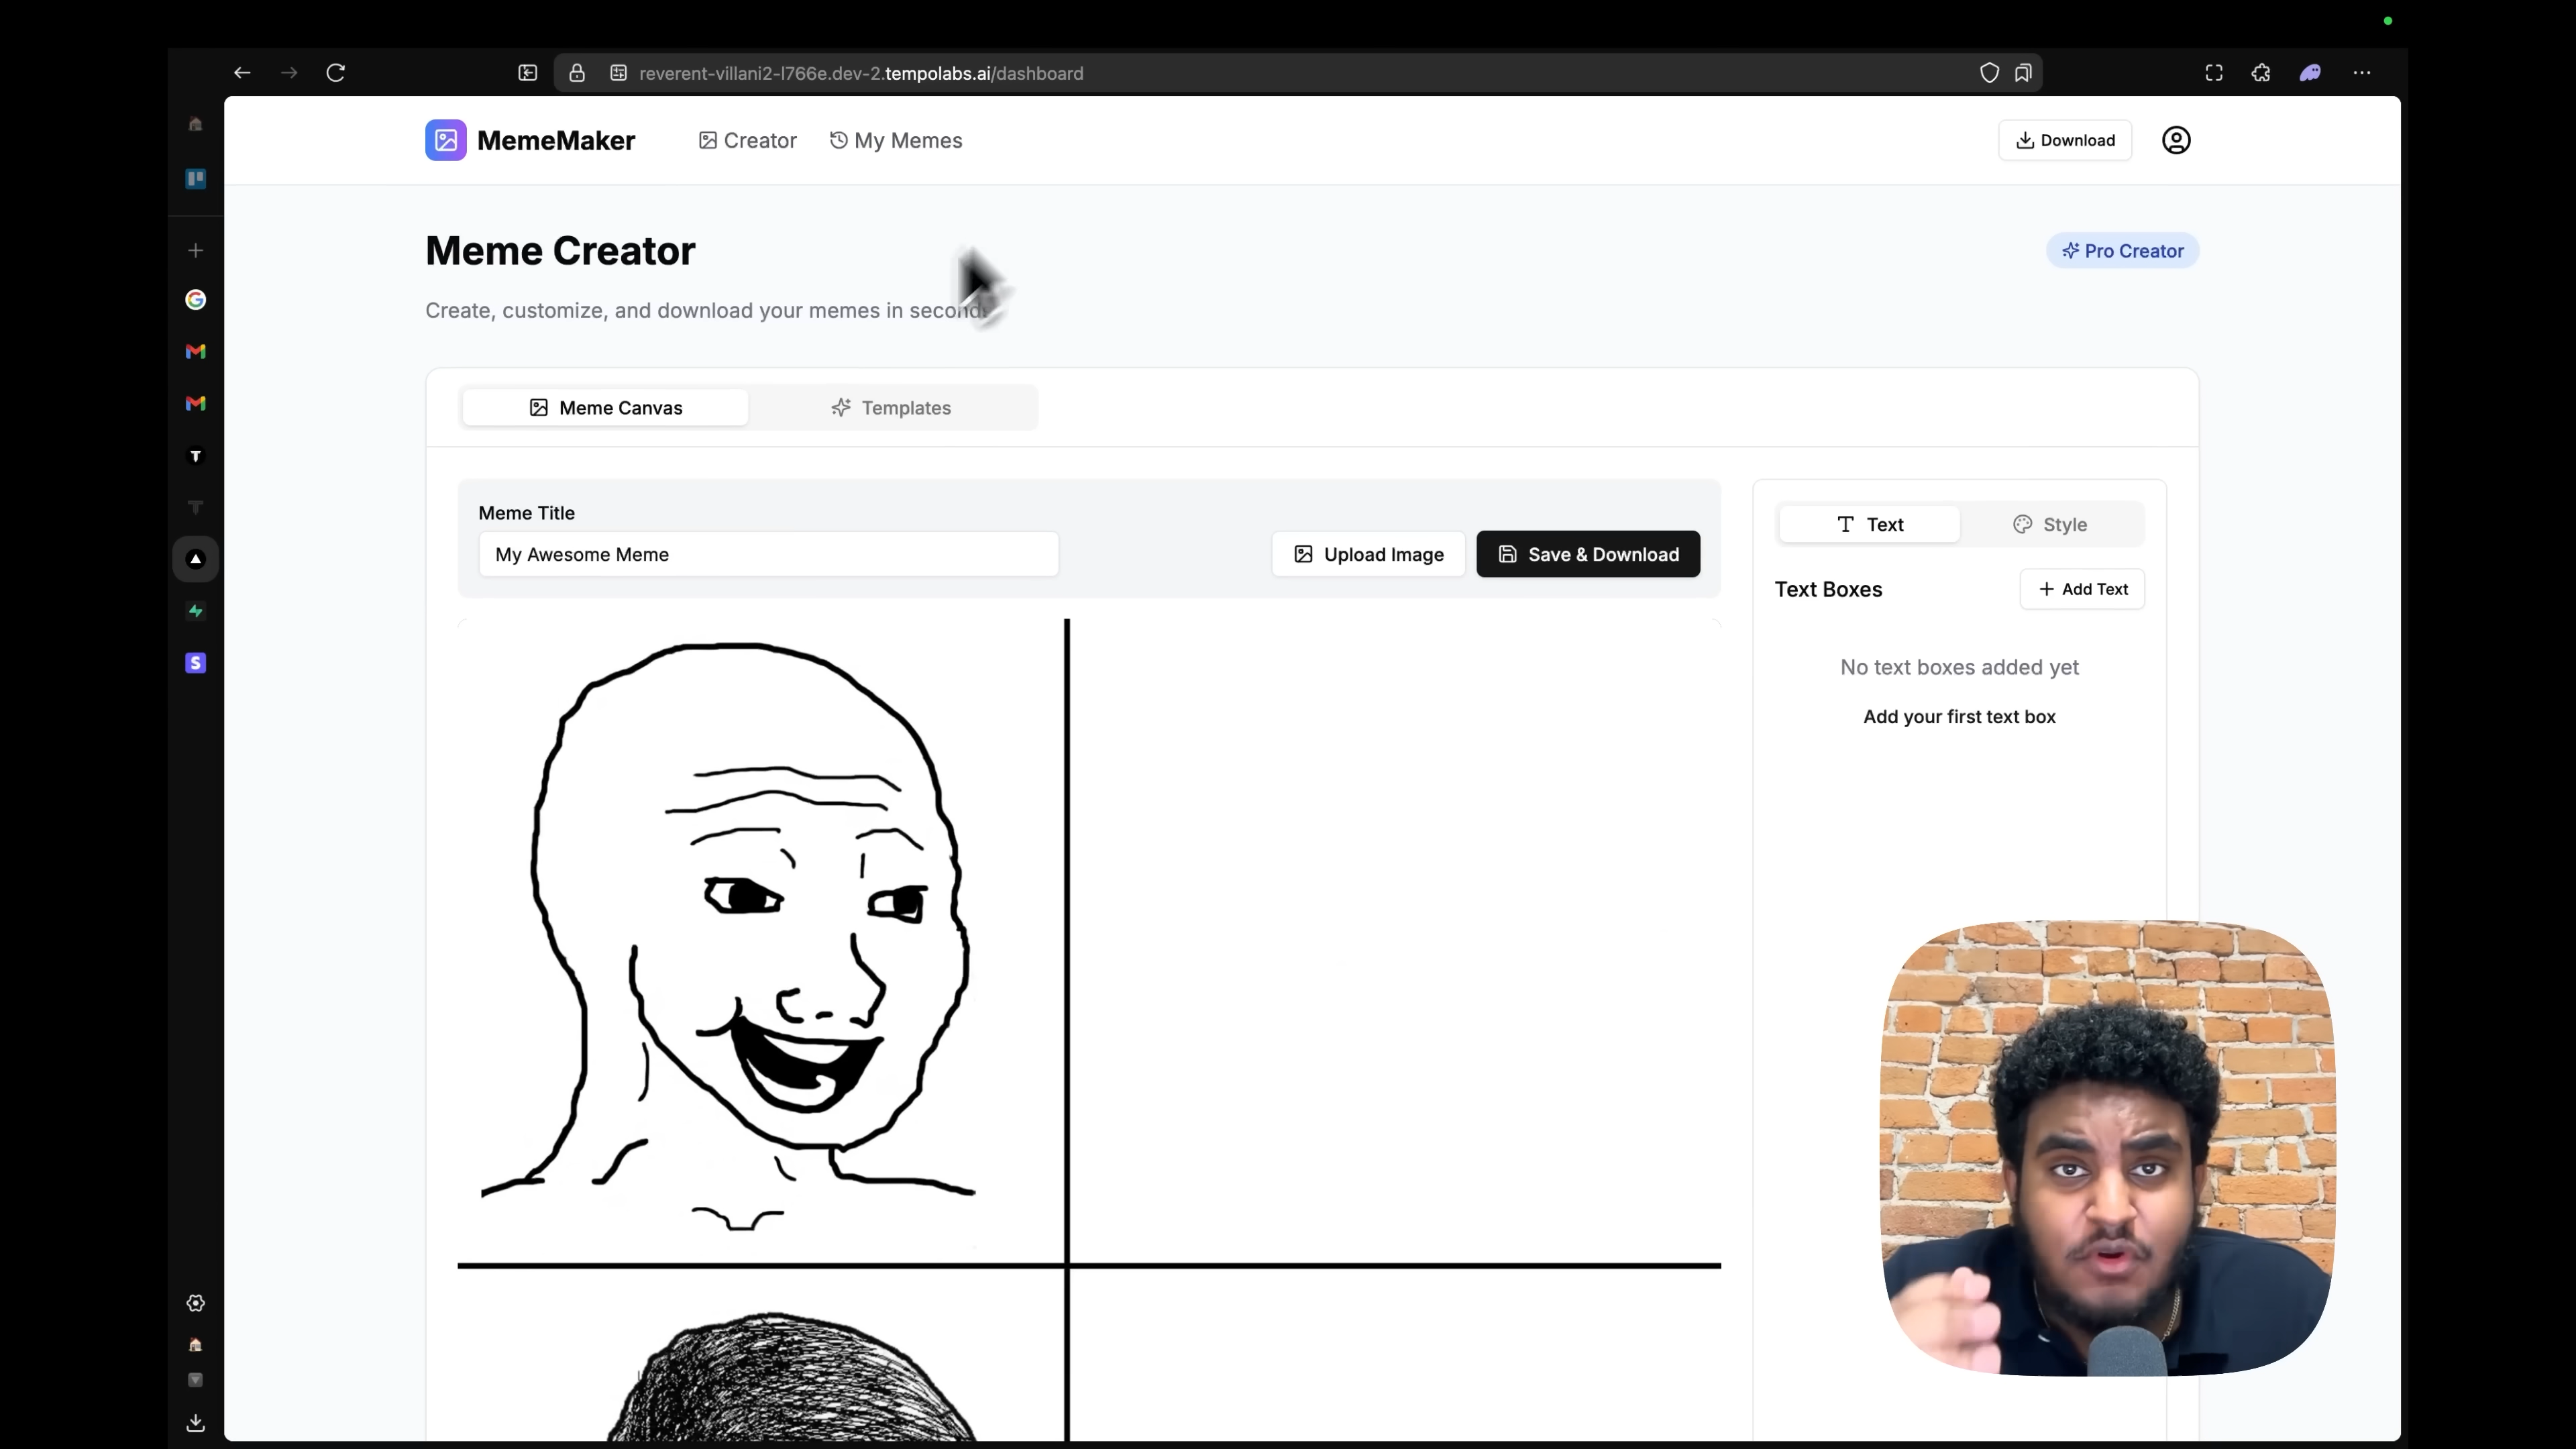 reverent-villani2-l766e.dev-2.tempolabs.ai/dashboard
MemeMaker
Creator
My Memes
Download
Meme Creator
Pro Creator
Create, customize, and download your memes in second
Meme Canvas
Templates
Meme Title
My Awesome Meme
Upload Image
Save & Download
Text
Style
Text Boxes
Add Text
No text boxes added yet
Add your first text box